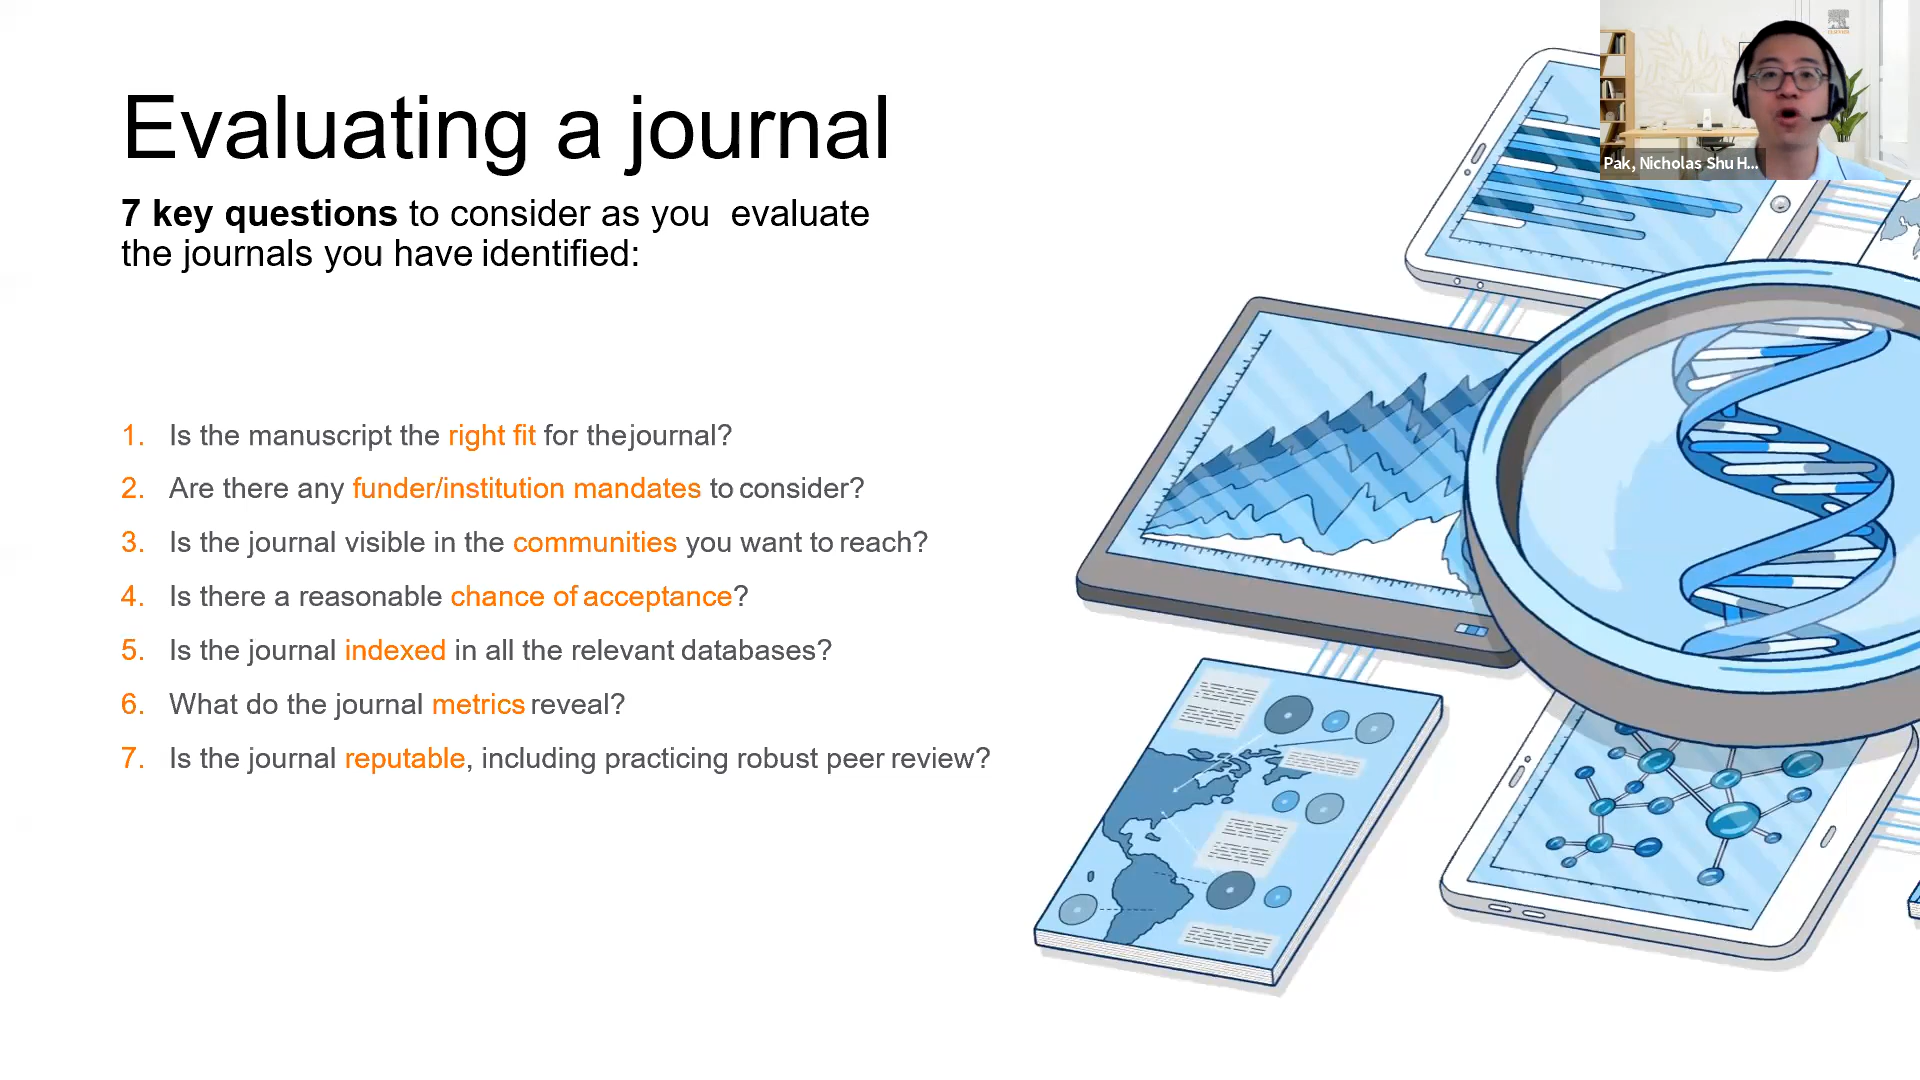 Evaluating a journal
7 key questions to consider as you evaluate
the journals you have identified:
1. Is the manuscript the right fit for thejournal?
2. Are there any funder/institution mandates to consider?
3. Is the journal visible in the communities you want to reach?
4. Is there a reasonable chance of acceptance?
5. Is the journal indexed in all the relevant databases?
6. What do the journal metrics reveal?
7. Is the journal reputable, including practicing robust peer review?
ELSEVIER
Pak, Nicholas Shu H...